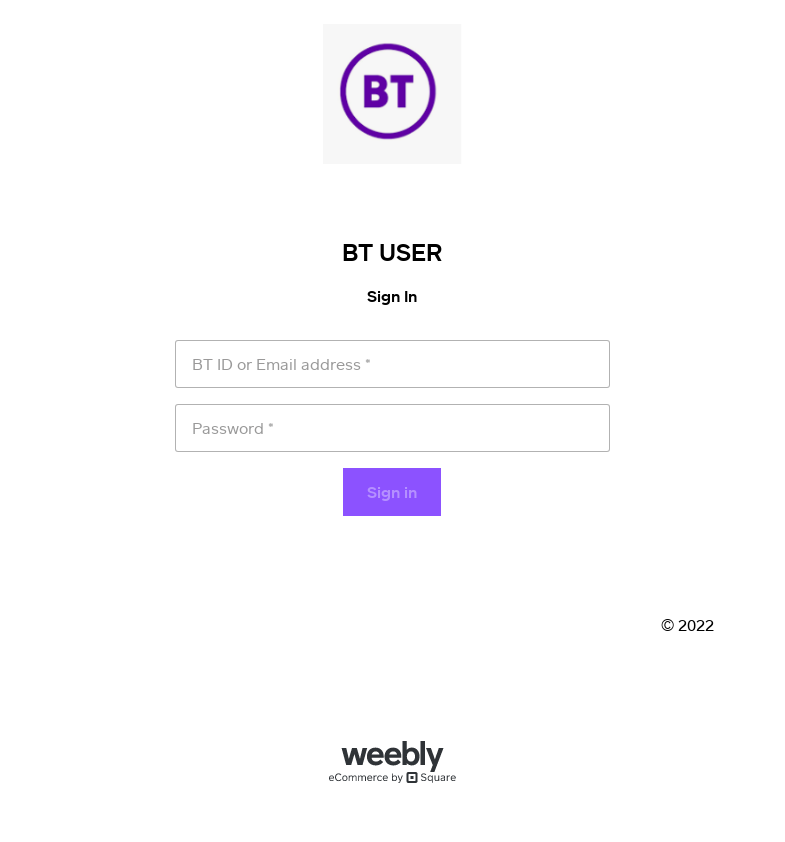 BT
BT USER
Sign In
BT ID or Email address *
Password *
Sign in
© 2022
weebly
eCommerce by Square